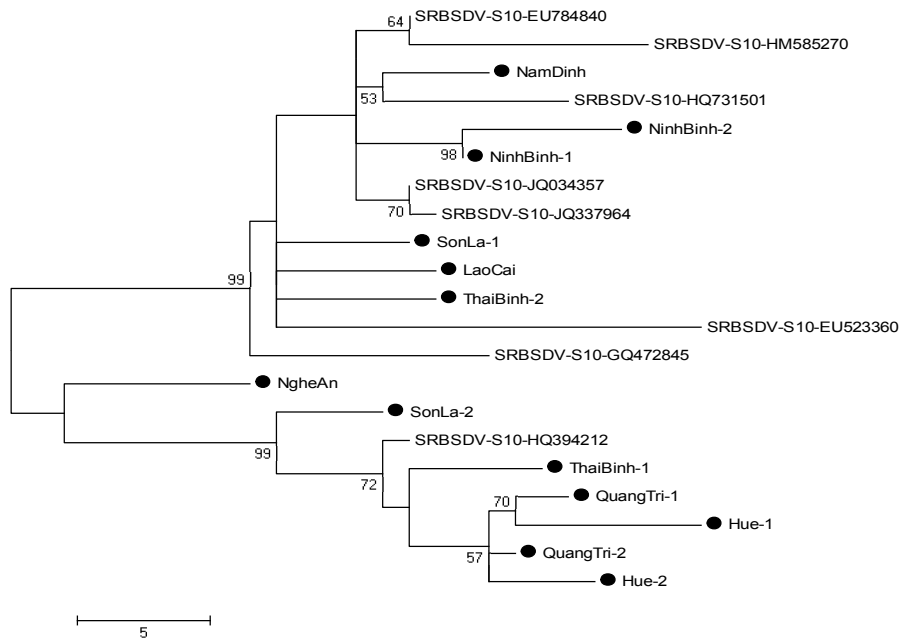 64
SRBSDV-S10-EU784840
SRBSDV-S10-HM585270
NamDinh
53
SRBSDV-S10-HQ731501
NinhBinh-2
98
NinhBinh-1
SRBSDV-S10-JQ034357
70
SRBSDV-S10-JQ337964
SonLa-1
99
LaoCai
ThaiBinh-2
SRBSDV-S10-EU523360
SRBSDV-S10-GQ472845
NgheAn
SonLa-2
99
SRBSDV-S10-HQ394212
72
ThaiBinh-1
70
QuangTri-1
Hue-1
57
QuangTri-2
Hue-2
5